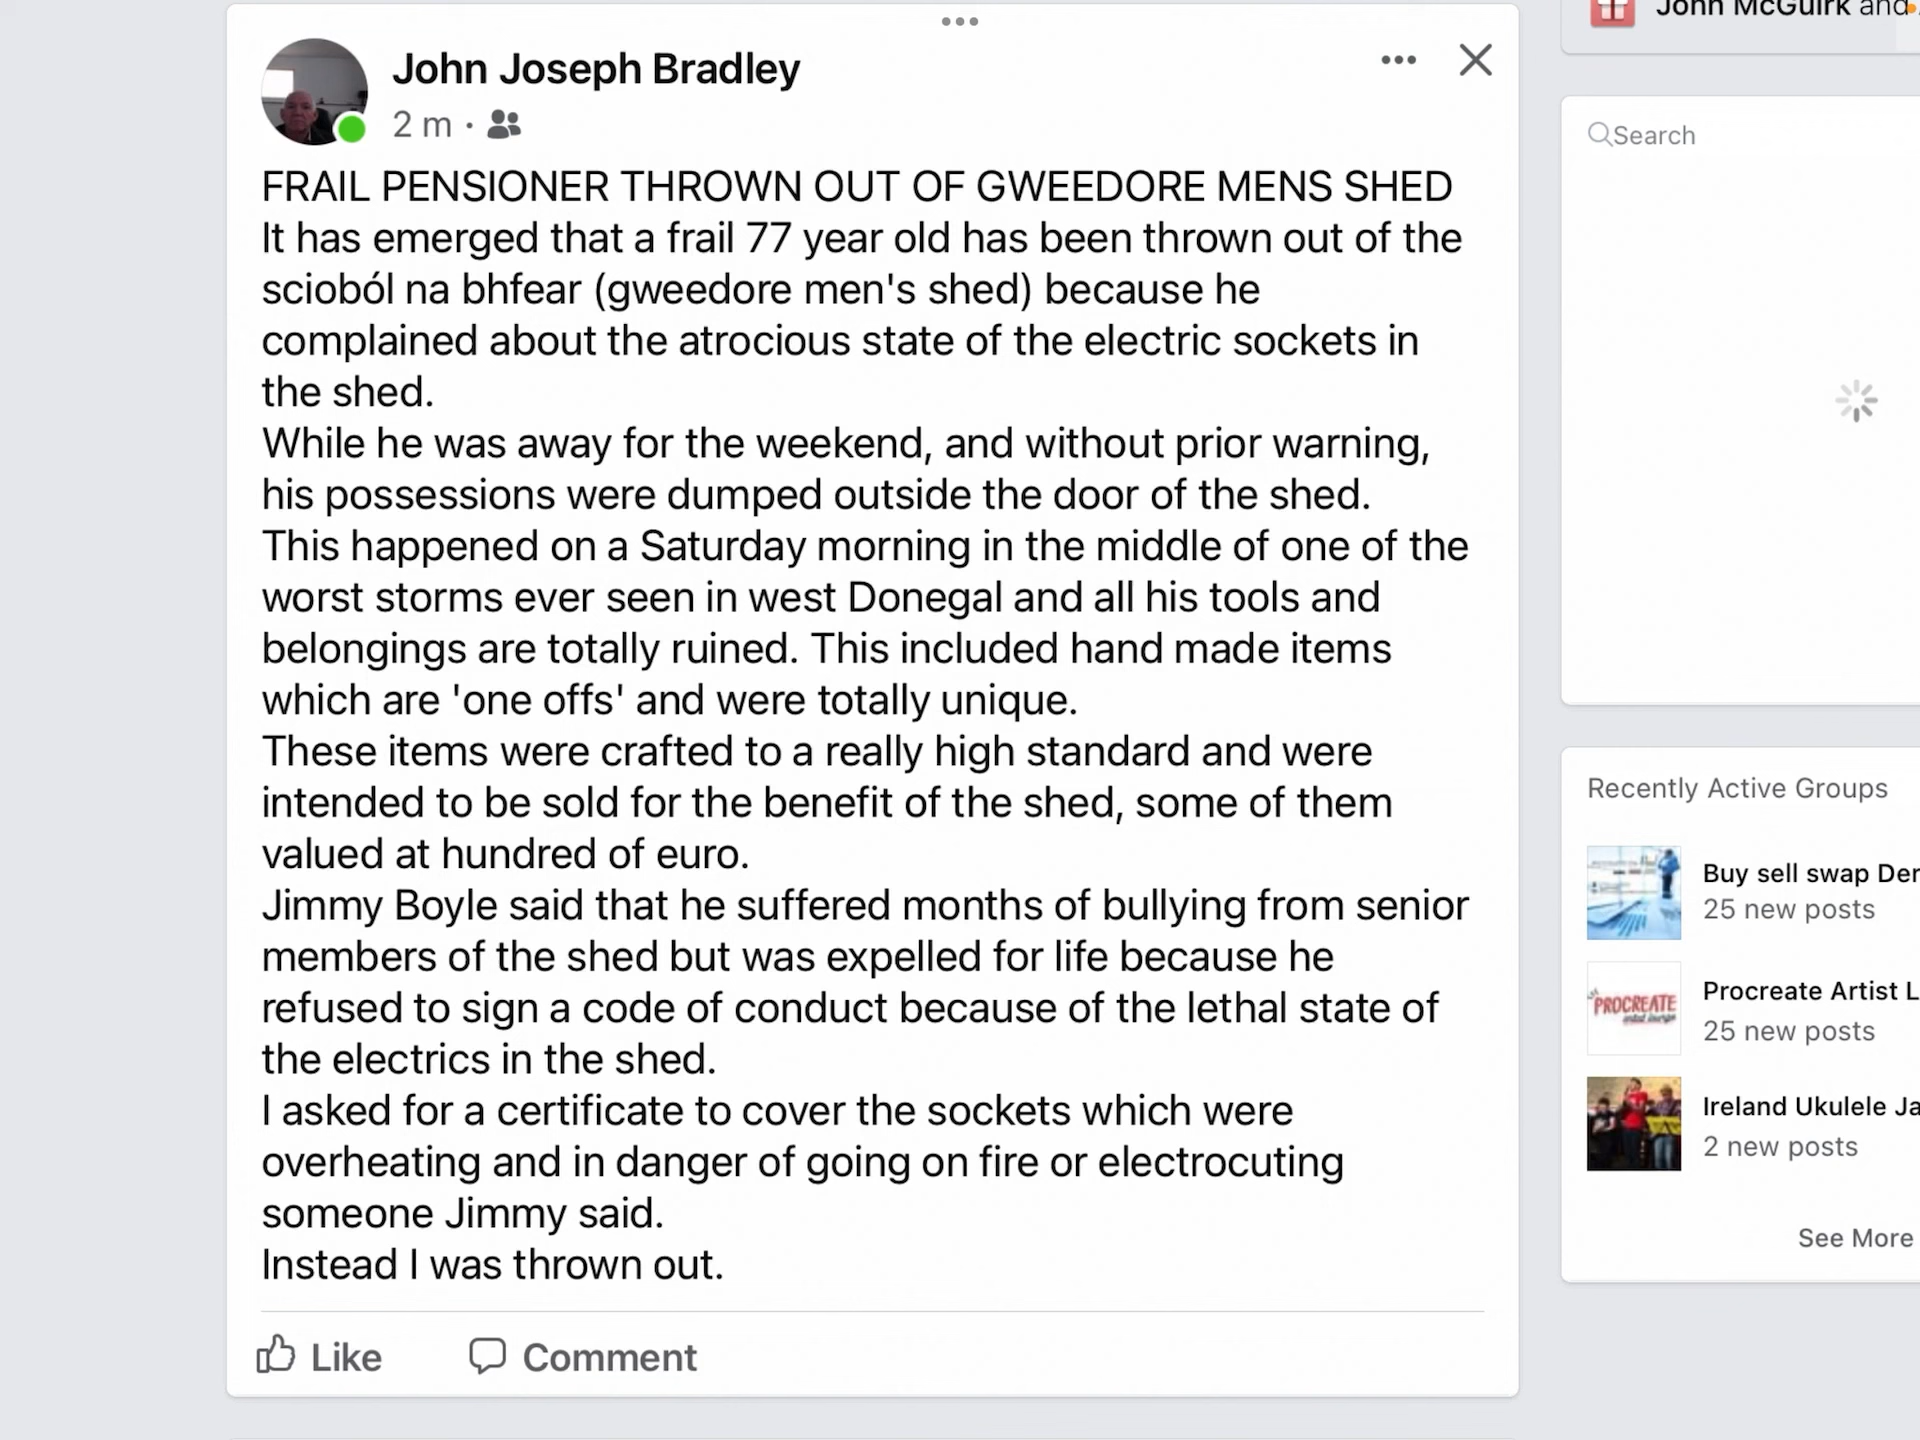 John McGuirk and
John Joseph Bradley
2 m ·
FRAIL PENSIONER THROWN OUT OF GWEEDORE MENS SHED
It has emerged that a frail 77 year old has been thrown out of the
scioból na bhfear (gweedore men's shed) because he
complained about the atrocious state of the electric sockets in
the shed.
While he was away for the weekend, and without prior warning,
his possessions were dumped outside the door of the shed.
This happened on a Saturday morning in the middle of one of the
worst storms ever seen in west Donegal and all his tools and
belongings are totally ruined. This included hand made items
which are 'one offs' and were totally unique.
These items were crafted to a really high standard and were
intended to be sold for the benefit of the shed, some of them
valued at hundred of euro.
Jimmy Boyle said that he suffered months of bullying from senior
members of the shed but was expelled for life because he
refused to sign a code of conduct because of the lethal state of
the electrics in the shed.
I asked for a certificate to cover the sockets which were
overheating and in danger of going on fire or electrocuting
someone Jimmy said.
Instead I was thrown out.
Like
Comment
Search
Recently Active Groups
Buy sell swap Der
25 new posts
PROCREATE
Procreate Artist L
25 new posts
Ireland Ukulele Ja
2 new posts
See More